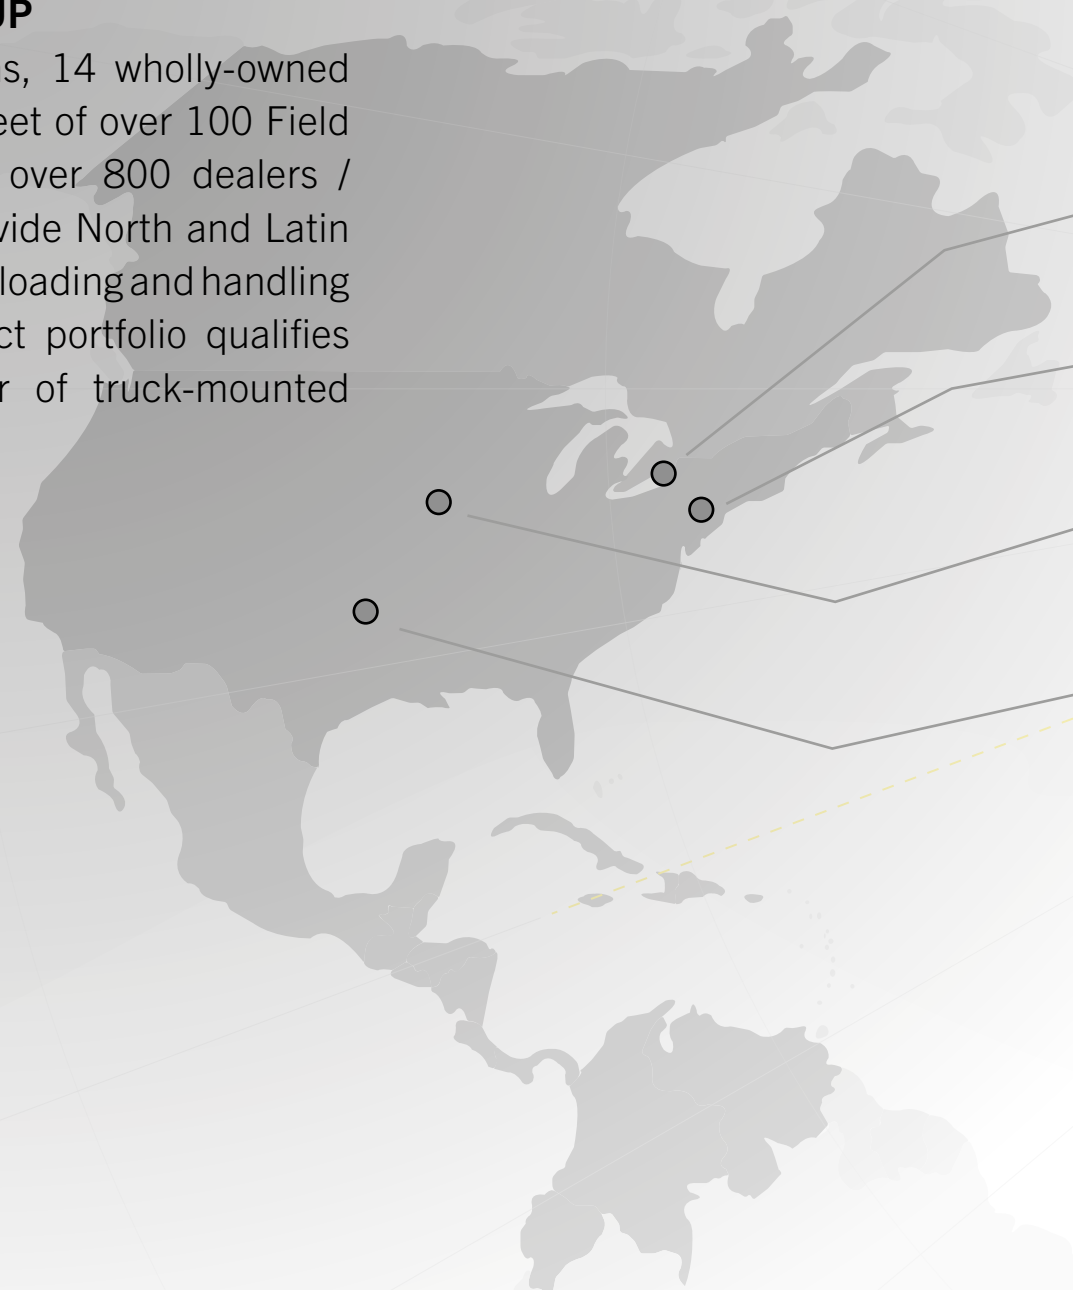 UP
ns, 14 wholly-owned
eet of over 100 Field
over 800 dealers /
vide North and Latin
loading and handling
ct portfolio qualifies
r of truck-mounted